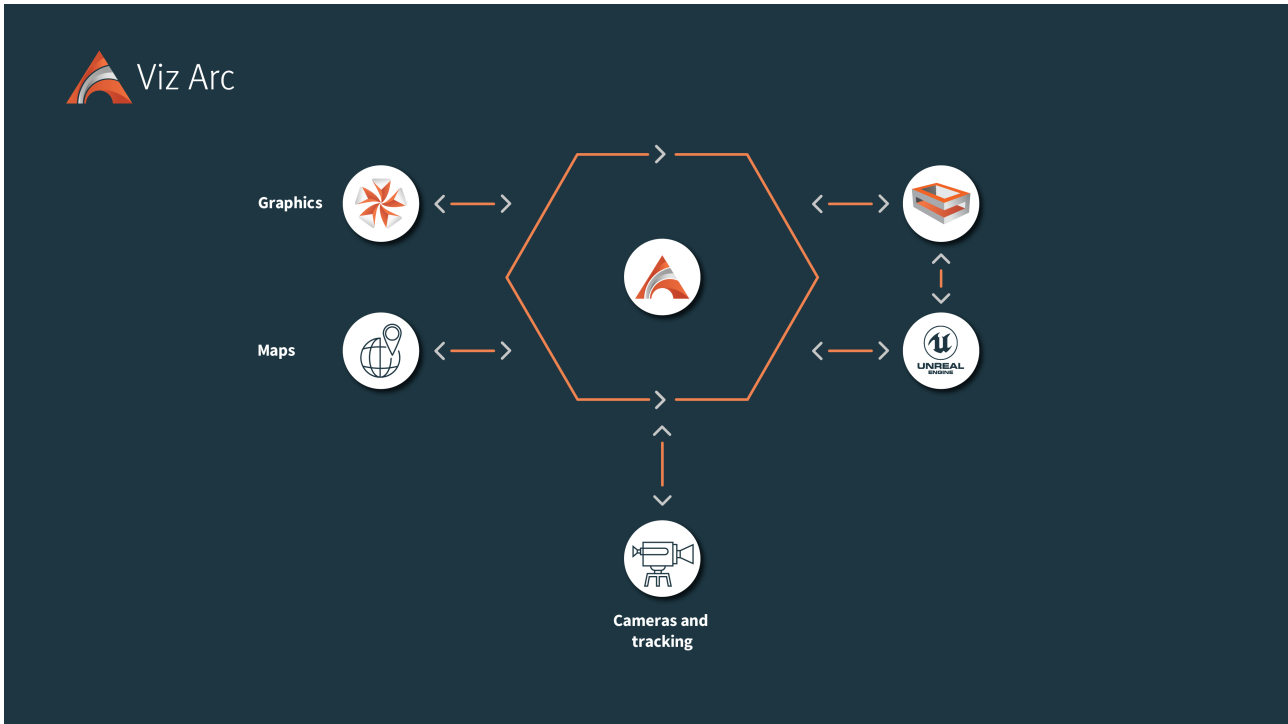 Viz Arc
Graphics
Maps
UNREAL
ENGINE
Cameras and
tracking